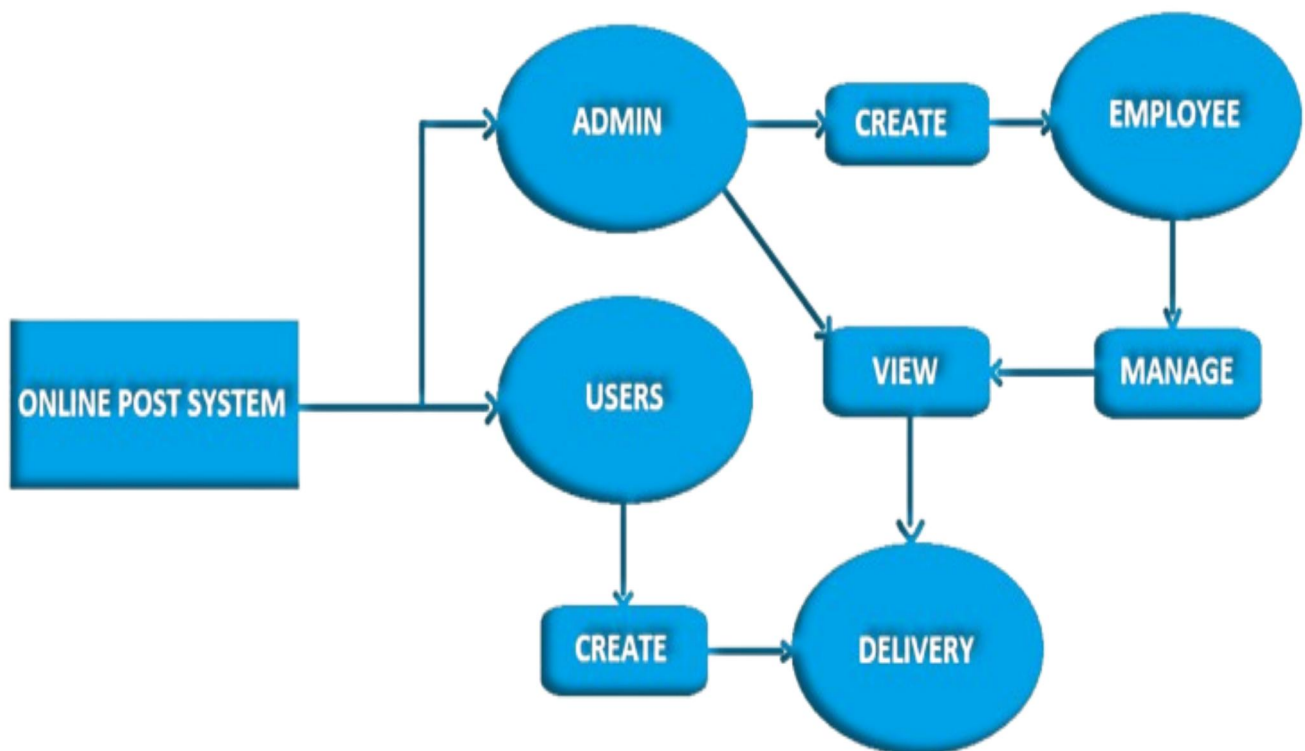 ADMIN
CREATE
EMPLOYEE
ONLINE POST SYSTEM
USERS
VIEW
MANAGE
CREATE
DELIVERY